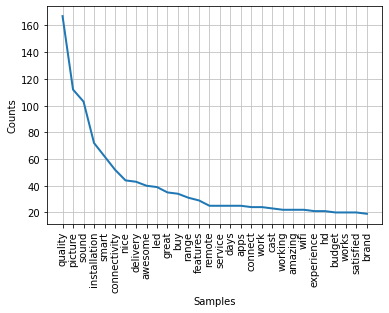 160
140
120
100
80
60
40
20
Counts
quality
picture
sound
installation
smart
connectivity
nice
delivery
awesome
led
great
buy
range
features
remote
service
days
apps
connect
work
cast
working
amazing
wifi
experience
hd
budget
works
satisfied
brand
Samples